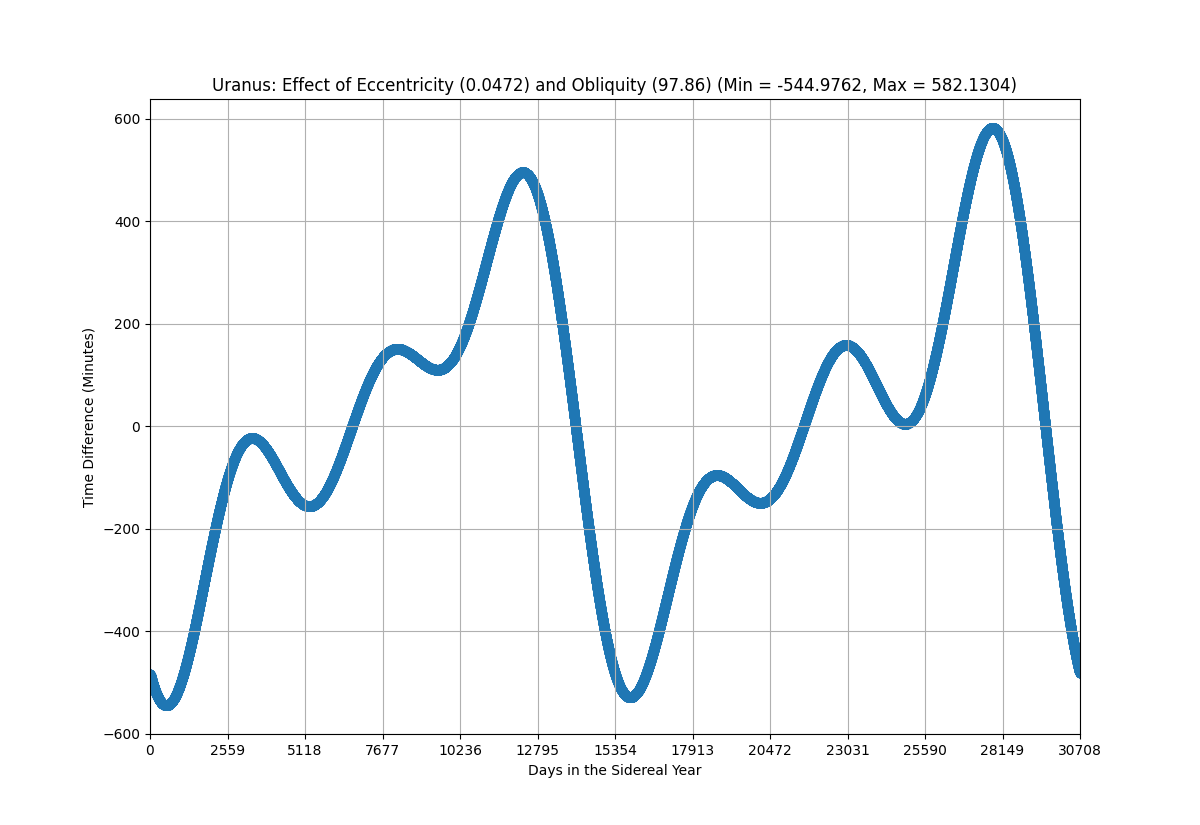 Uranus: Effect of Eccentricity (0.0472) and Obliquity (97.86) (Min = -544.9762, Max = 582.1304)
600
400
200
0
−200
−400
−600
Time Difference (Minutes)
0 2559 5118 7677 10236 12795 15354 17913 20472 23031 25590 28149 30708
Days in the Sidereal Year